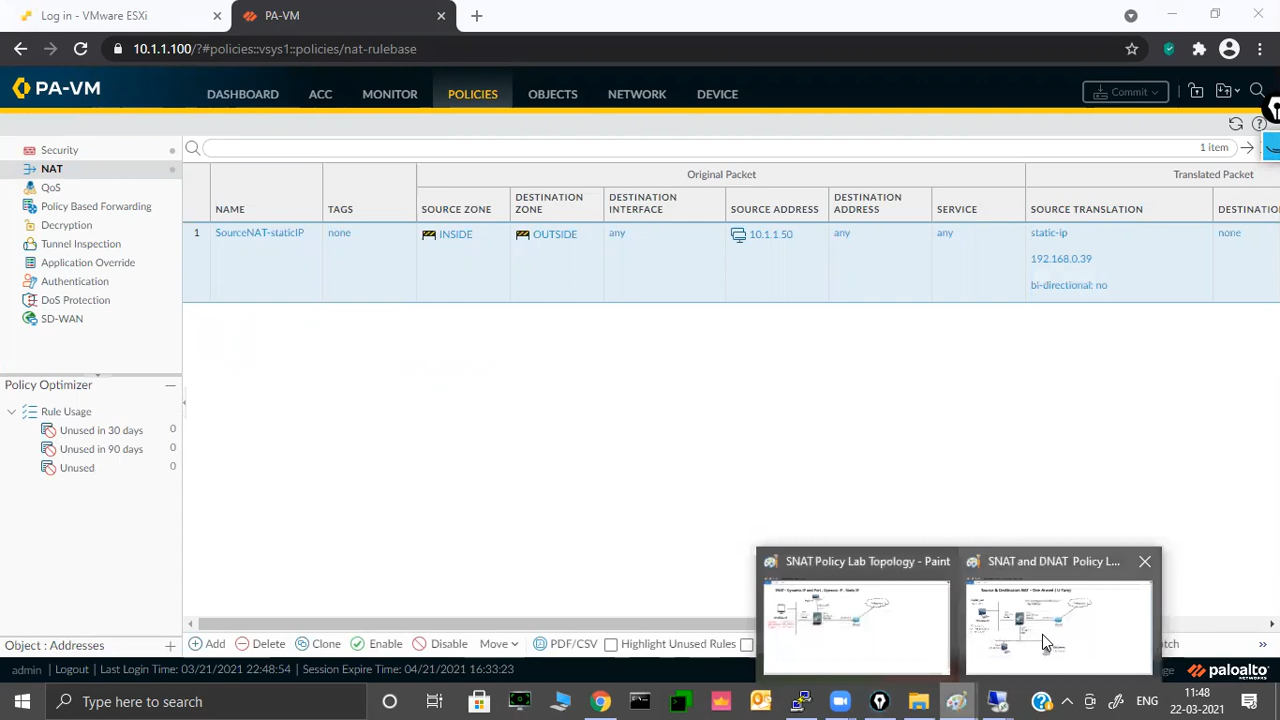 Log in - VMware ESXi
PA-VM
10.1.1.100/?#policies::vsys1::policies/nat-rulebase
PA-VM
DASHBOARD
ACC
MONITOR
POLICIES
OBJECTS
NETWORK
DEVICE
Commit
Security
NAT
QoS
Policy Based Forwarding
Decryption
Tunnel Inspection
Application Override
Authentication
DoS Protection
SD-WAN
1 item
Original Packet
Translated Packet
NAME
TAGS
SOURCE ZONE
DESTINATION
ZONE
DESTINATION
INTERFACE
SOURCE ADDRESS
DESTINATION
ADDRESS
SERVICE
SOURCE TRANSLATION
DESTINATIO
1
SourceNAT-staticIP
none
INSIDE
OUTSIDE
any
10.1.1.50
any
any
static-ip
192.168.0.39
bi-directional: no
none
Policy Optimizer
Rule Usage
Unused in 30 days 0
Unused in 90 days 0
Unused 0
SNAT Policy Lab Topology - Paint
SNAT and DNAT Policy L...
Object : Addresses
Add
Delete
Clone
Enable
Disable
Move
PDF/CSV
Highlight Unused Rules
admin | Logout | Last Login Time: 03/21/2021 22:48:54 | Session Expire Time: 04/21/2021 16:33:23
paloalto
NETWORKS
Type here to search
ENG
11:48
22-03-2021